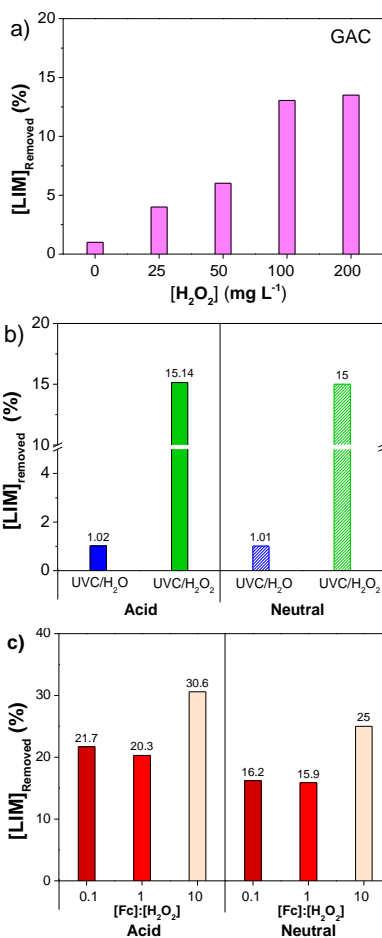 a)
GAC
20
15
10
5
0
[LIM]Removed (%)
0 25 50 100 200
[H2O2] (mg L-1)
b)
20
15
10
4
2
0
[LIM]removed (%)
1.02
15.14
1.01
15
UVC/H2O UVC/H2O2 UVC/H2O UVC/H2O2
Acid Neutral
c)
40
30
20
10
0
[LIM]Removed (%)
21.7
20.3
30.6
16.2
15.9
25
0.1 1 10 0.1 1 10
[Fc]:[H2O2] [Fc]:[H2O2]
Acid Neutral